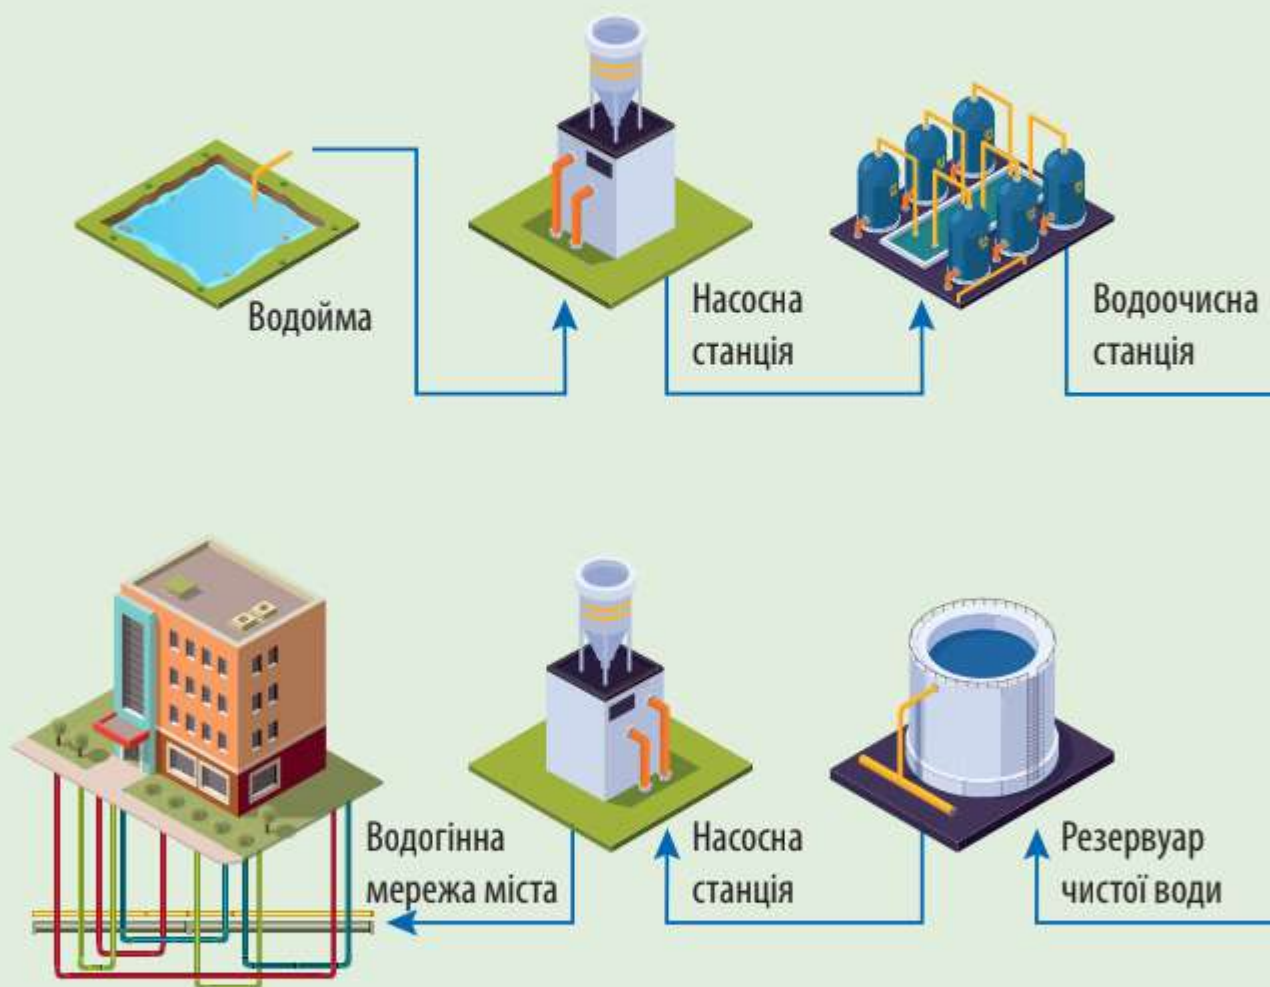 Водойма
Насосна
станція
Водоочисна
станція
Водогінна
мережа міста
Насосна
станція
Резервуар
чистої води